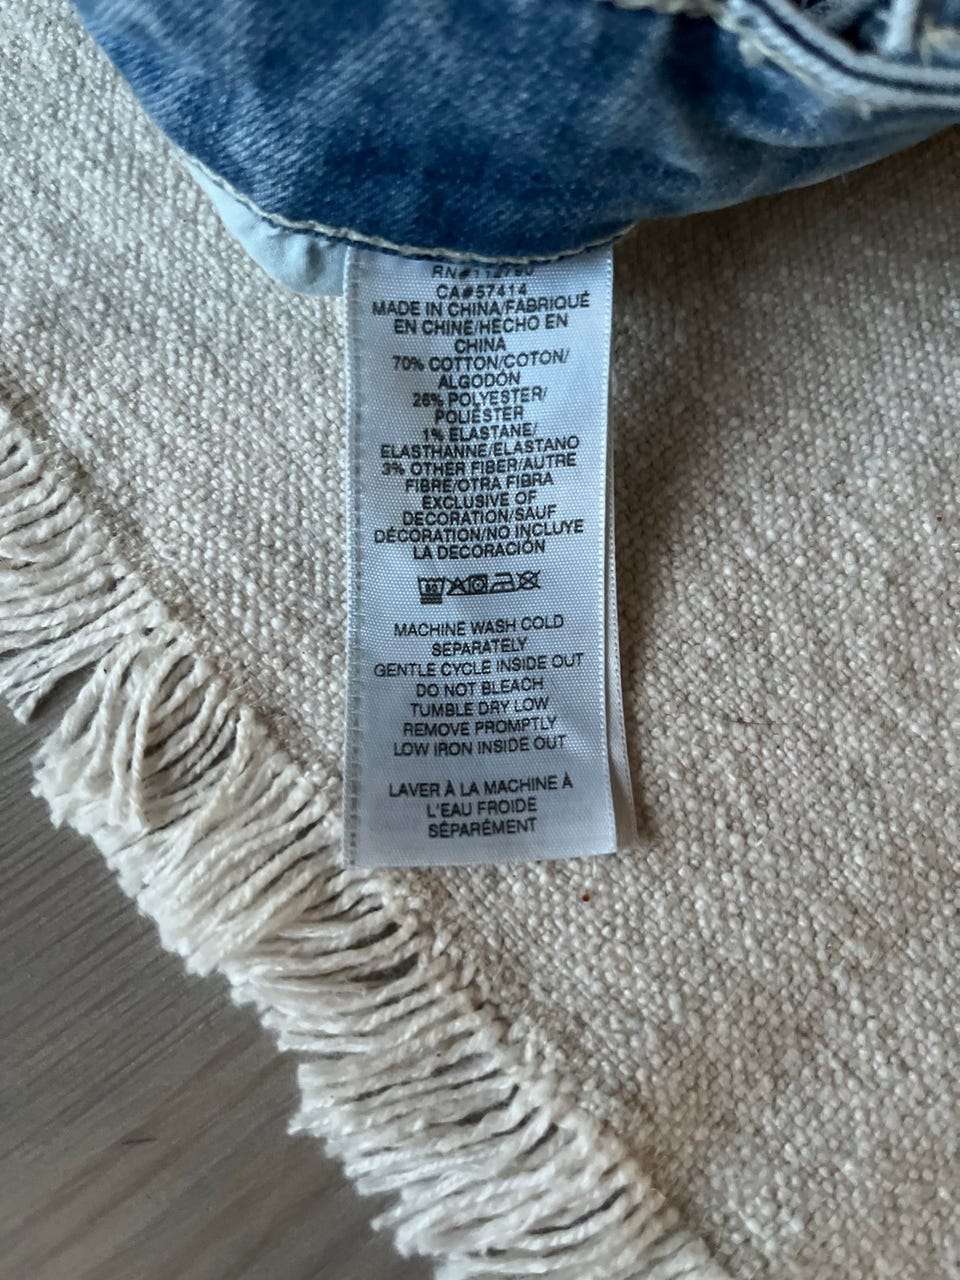 RN#112790
CA#57414
MADE IN CHINA/FABRIQUÉ
EN CHINE/HECHO EN
CHINA
70% COTTON/COTON/
ALGODÓN
26% POLYESTER/
POLIÉSTER
1% ELASTANE/
ELASTHANNE/ELASTANO
3% OTHER FIBER/AUTRE
FIBRE/OTRA FIBRA
EXCLUSIVE OF
DECORATION/SAUF
DÉCORATION/NO INCLUYE
LA DECORACIÓN
MACHINE WASH COLD
SEPARATELY
GENTLE CYCLE INSIDE OUT
DO NOT BLEACH
TUMBLE DRY LOW
REMOVE PROMPTLY
LOW IRON INSIDE OUT
LAVER À LA MACHINE À
L'EAU FROIDE
SÉPARÉMENT